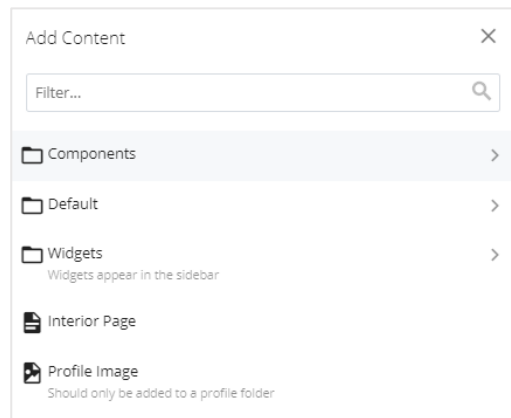 Add Content
Filter...
Components
Default
Widgets
Widgets appear in the sidebar
Interior Page
Profile Image
Should only be added to a profile folder